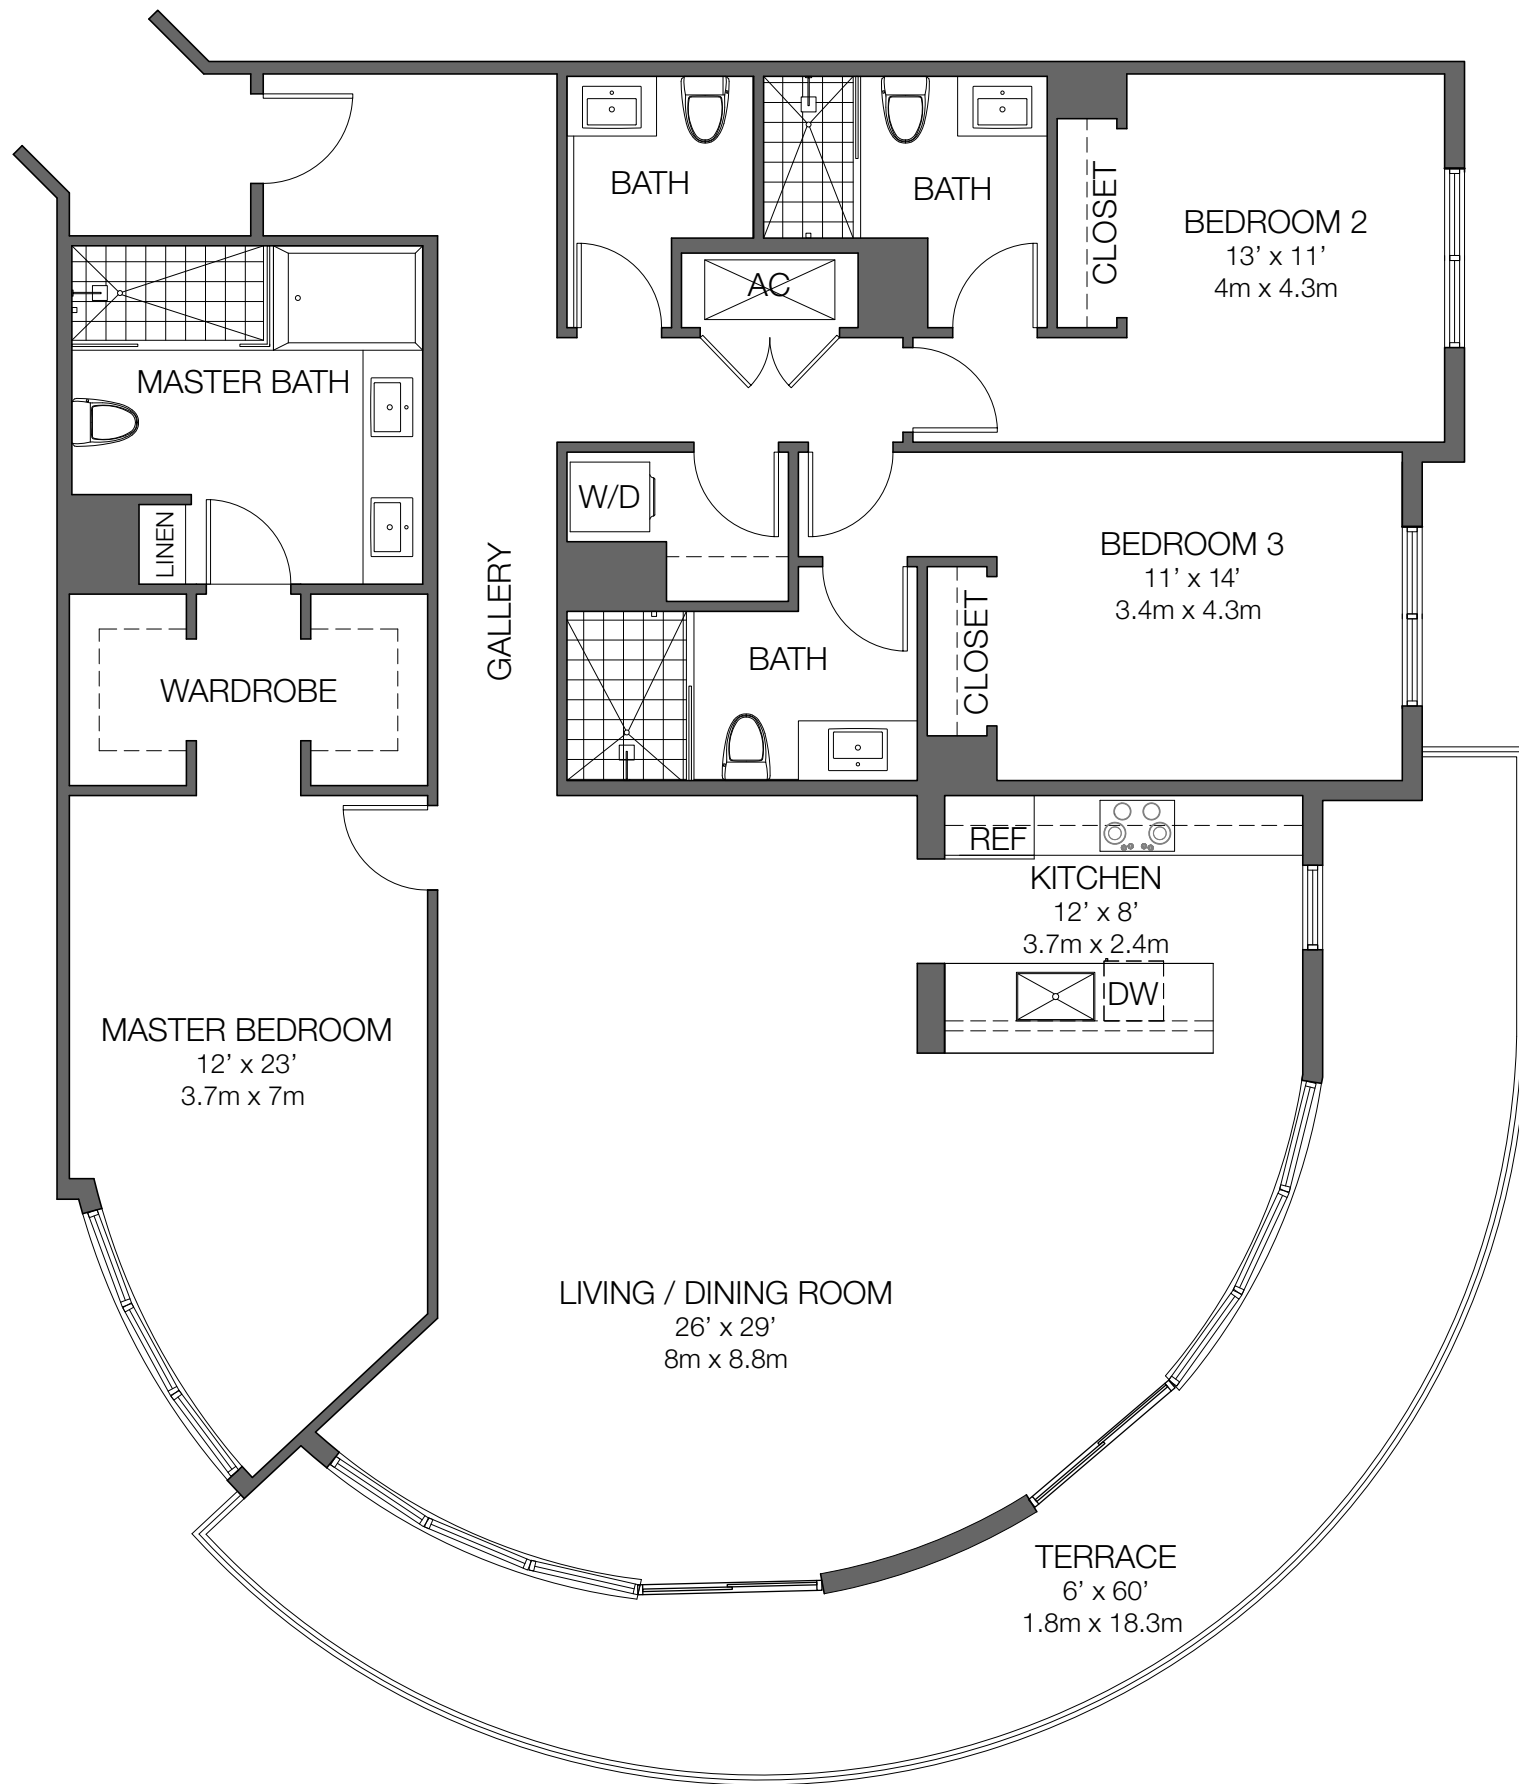 BATH
BATH
CLOSET
BEDROOM 2
13’ x 11’
4m x 4.3m
AC
MASTER BATH
LINEN
W/D
GALLERY
BEDROOM 3
11’ x 14’
3.4m x 4.3m
CLOSET
BATH
WARDROBE
REF
KITCHEN
12’ x 8’
3.7m x 2.4m
DW
MASTER BEDROOM
12’ x 23’
3.7m x 7m
LIVING / DINING ROOM
26’ x 29’
8m x 8.8m
TERRACE
6’ x 60’
1.8m x 18.3m